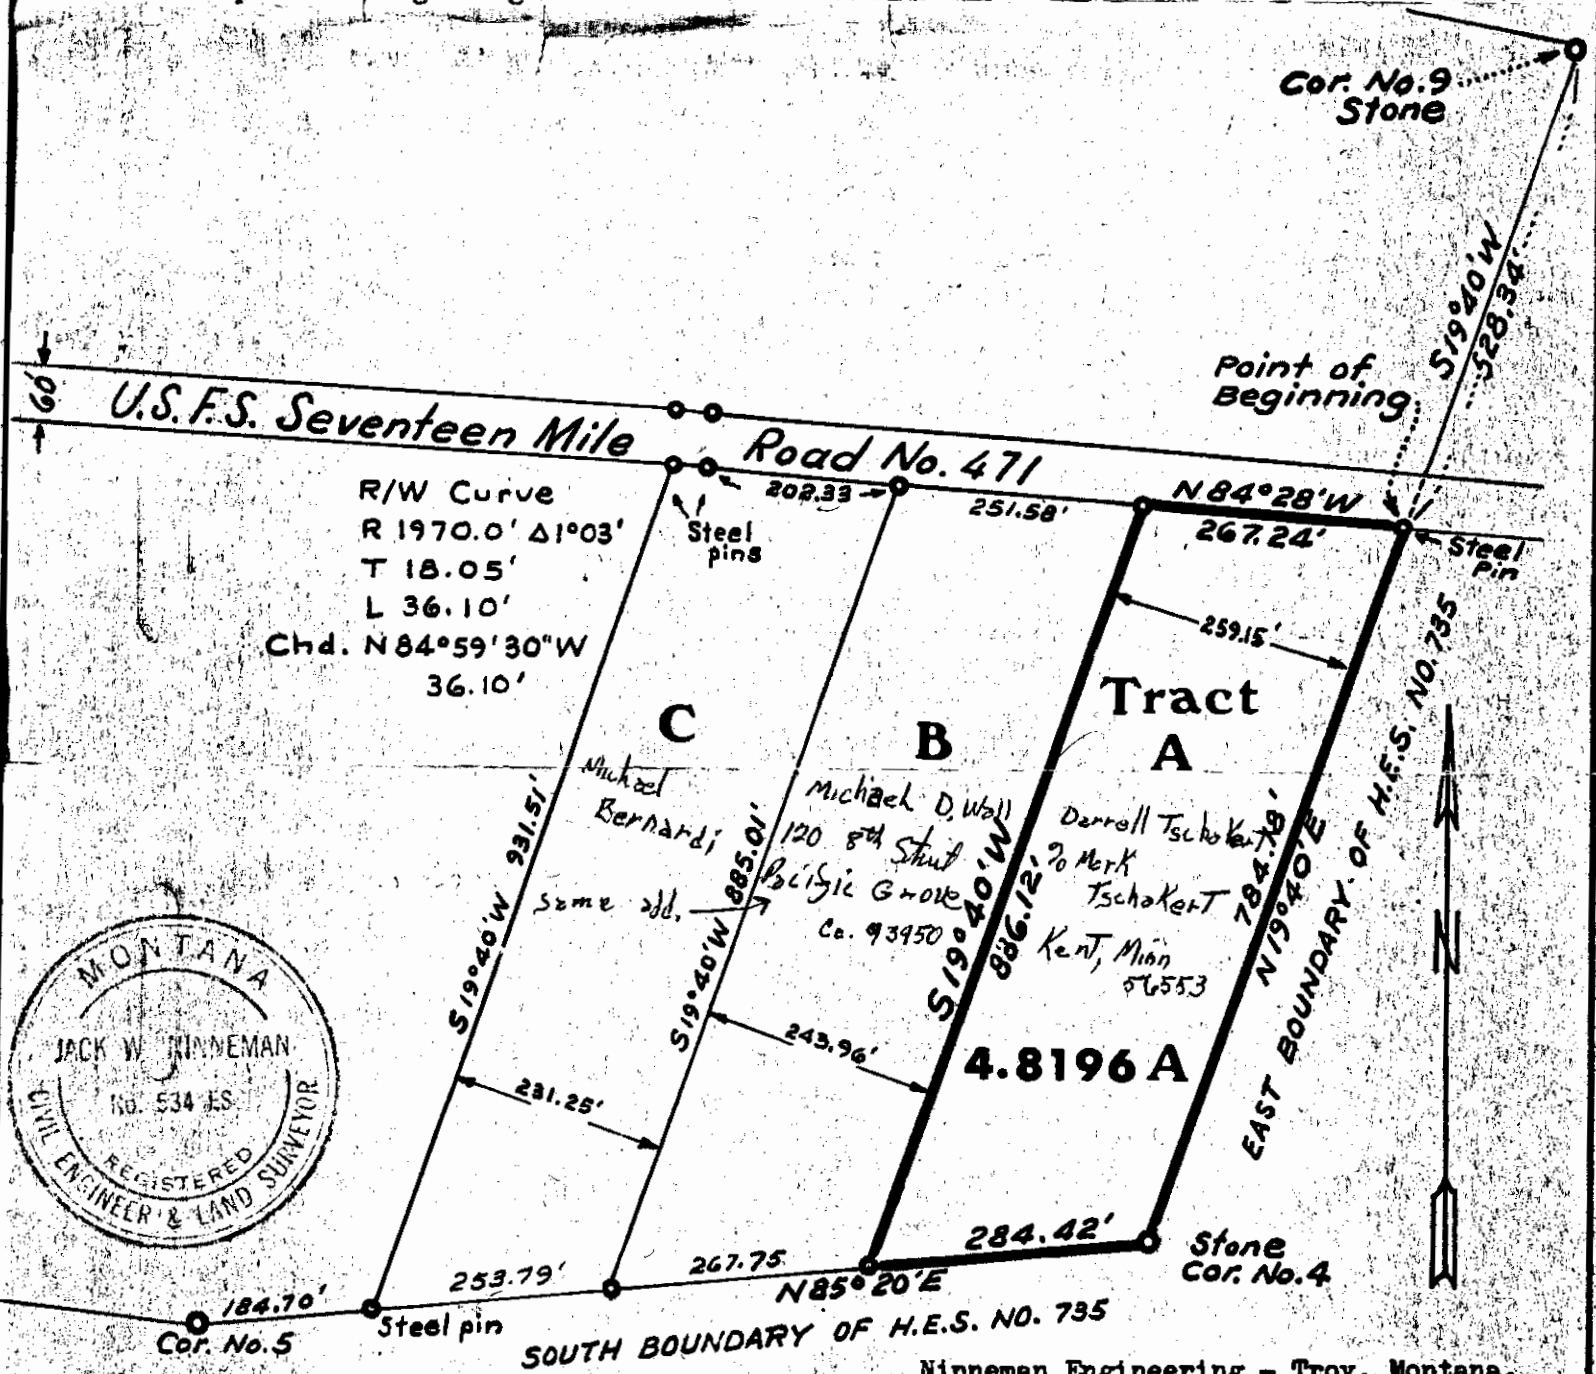 Cor. No. 9
Stone
S19°40'W
528.34'
Point of
Beginning
60'
U.S.F.S. Seventeen Mile Road No. 471
R/W Curve
R 1970.0' Δ1°03'
T 18.05'
L 36.10'
Chd. N84°59'30"W
36.10'
Steel
pins
202.33
251.58'
N84°28'W
267.24'
Steel
Pin
259.15'
Tract
A
B
C
Michael
Bernardi
same add.
Michael D. Wall
120 8th
Pacific Grove
Ca. 93950
Darrell Tschakert
% Mark
Tschakert
Kent, Minn
56553
S19°40'W 931.51'
S19°40'W 885.01'
S19°40'W
886.12'
784.78'
N19°40'E
EAST BOUNDARY OF H.E.S. NO. 735
N
231.25'
243.96'
4.8196 A
MONTANA
JACK W NINNEMAN
No. 534 ES
REGISTERED
CIVIL ENGINEER & LAND SURVEYOR
284.42'
Stone
Cor. No. 4
267.75
253.79'
184.70'
N85°20'E
Cor. No. 5
Steel pin
SOUTH BOUNDARY OF H.E.S. NO. 735
Ninneman Engineering - Troy, Montana.